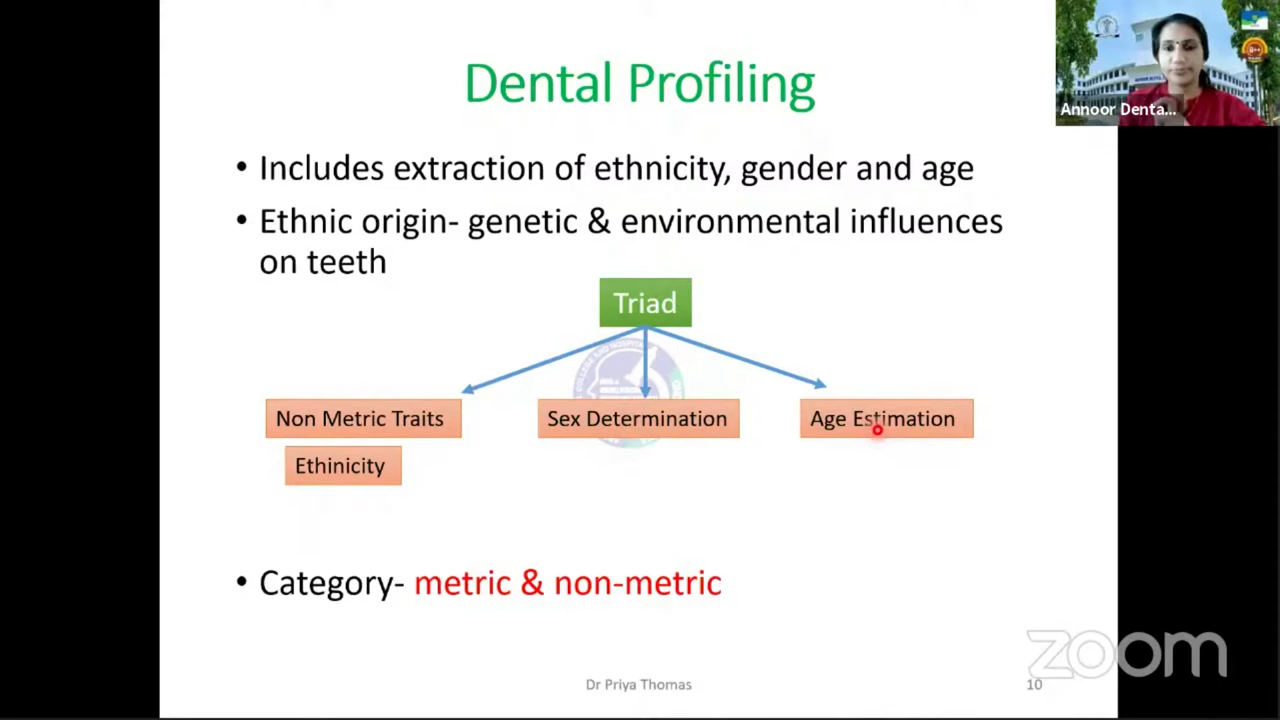 Dental Profiling
Annoor Denta...
• Includes extraction of ethnicity, gender and age
• Ethnic origin- genetic & environmental influences
on teeth
Triad
Non Metric Traits
Sex Determination
Age Estimation
Ethinicity
• Category- metric & non-metric
zoom
Dr Priya Thomas
10